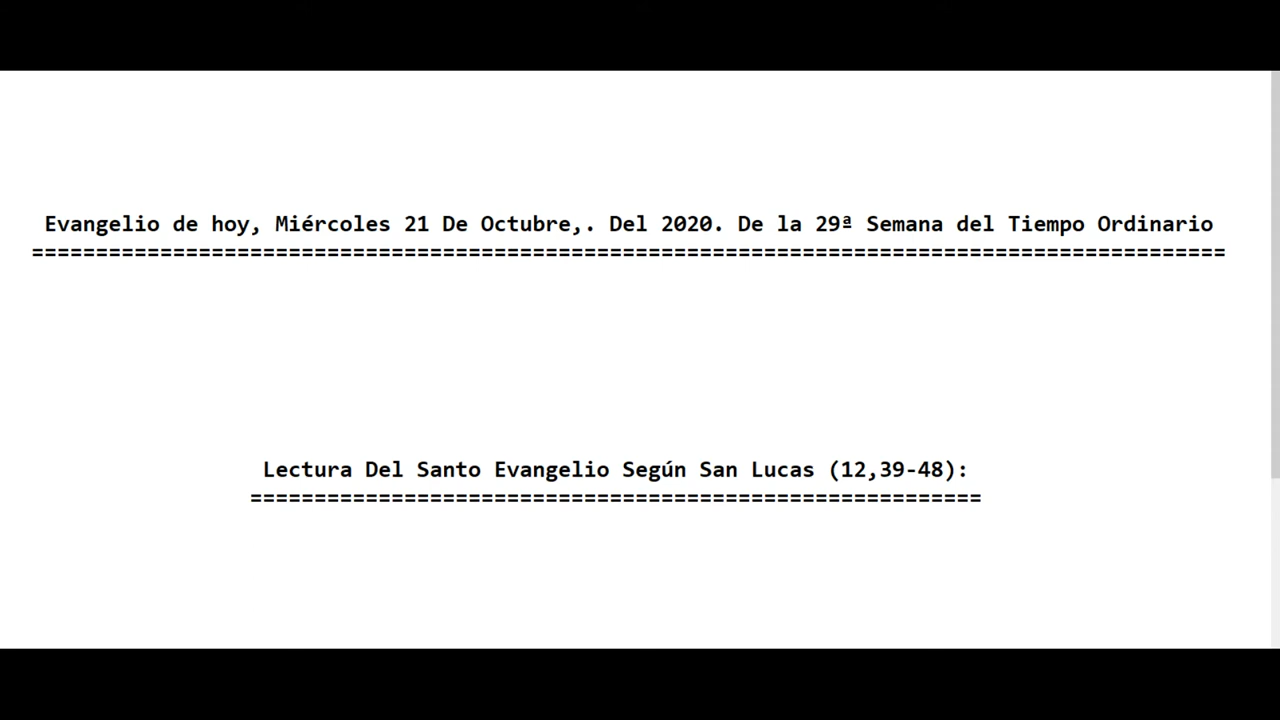 Evangelio de hoy, Miércoles 21 De Octubre,. Del 2020. De la 29ª Semana del Tiempo Ordinario
=============================================================================================
Lectura Del Santo Evangelio Según San Lucas (12,39-48):
=========================================================